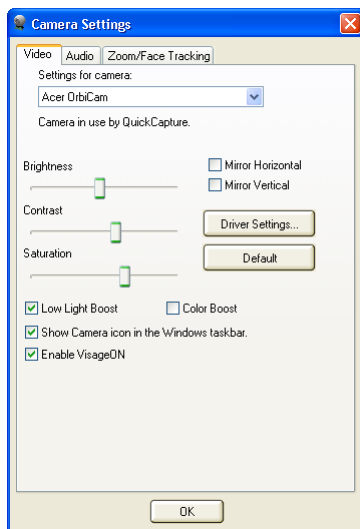 Camera Settings
Video Audio Zoom/Face Tracking
Settings for camera:
Acer OrbiCam
Camera in use by QuickCapture.
Brightness
Mirror Horizontal
Mirror Vertical
Contrast
Driver Settings...
Saturation
Default
Low Light Boost Color Boost
Show Camera icon in the Windows taskbar.
Enable VisageON
OK